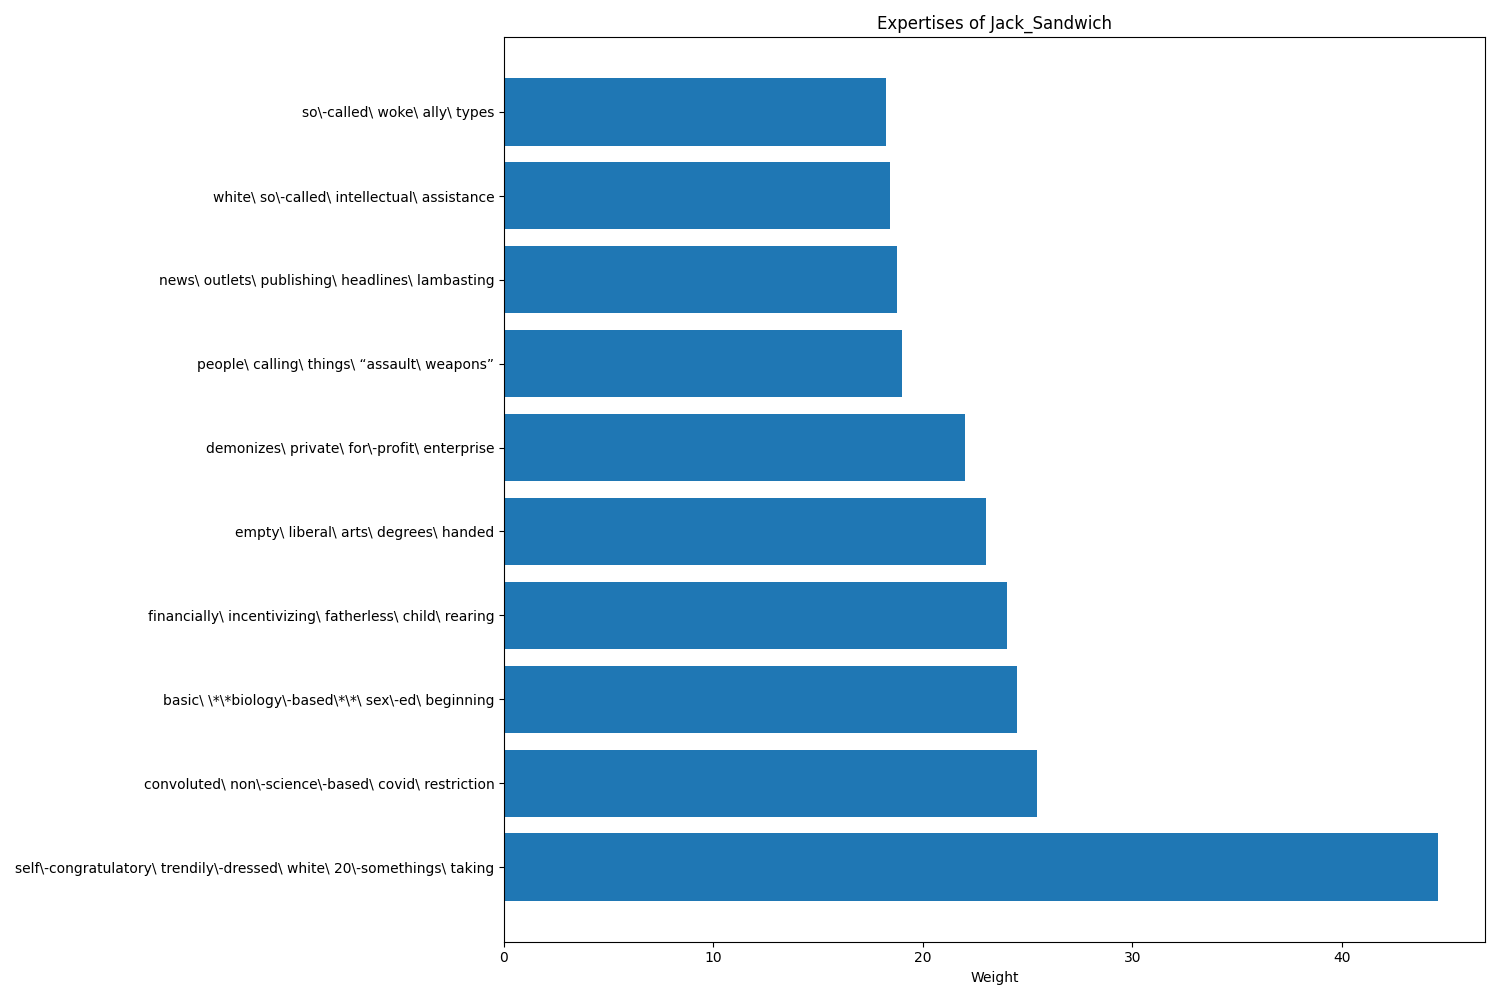 Expertises of Jack_Sandwich
so\-called\ woke\ ally\ types
white\ so\-called\ intellectual\ assistance
news\ outlets\ publishing\ headlines\ lambasting
people\ calling\ things\ “assault\ weapons”
demonizes\ private\ for\-profit\ enterprise
empty\ liberal\ arts\ degrees\ handed
financially\ incentivizing\ fatherless\ child\ rearing
basic\ \*\*biology\-based\*\*\ sex\-ed\ beginning
convoluted\ non\-science\-based\ covid\ restriction
self\-congratulatory\ trendily\-dressed\ white\ 20\-somethings\ taking
0 10 20 30 40
Weight